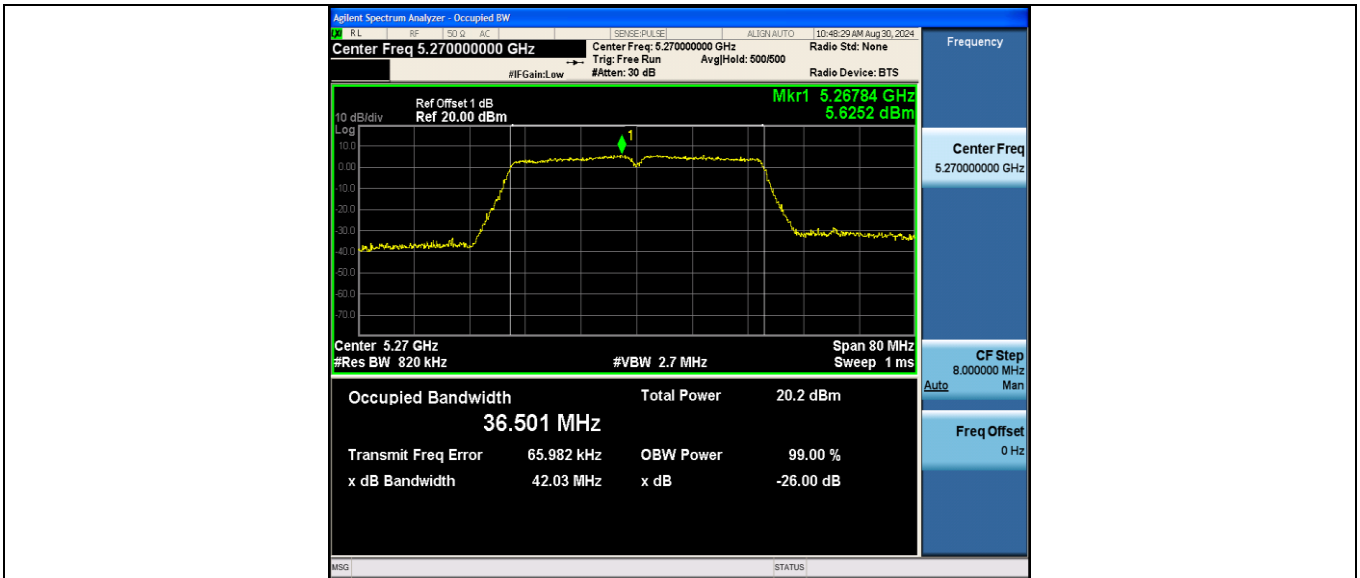 Agilent Spectrum Analyzer - Occupied BW
LXI RL RF 50 Ω AC SENSE:PULSE ALIGN AUTO 10:48:29 AM Aug 30, 2024
Center Freq 5.270000000 GHz
Center Freq: 5.270000000 GHz
Radio Std: None
Trig: Free Run Avg|Hold: 500/500
#IFGain:Low #Atten: 30 dB Radio Device: BTS
Frequency
Mkr1 5.26784 GHz
5.6252 dBm
Ref Offset 1 dB
10 dB/div Ref 20.00 dBm
Log
1
10.0
0.00
-10.0
-20.0
-30.0
-40.0
-50.0
-60.0
-70.0
Center 5.27 GHz Span 80 MHz
#Res BW 820 kHz #VBW 2.7 MHz Sweep 1 ms
Occupied Bandwidth Total Power 20.2 dBm
36.501 MHz
Transmit Freq Error 65.982 kHz OBW Power 99.00 %
x dB Bandwidth 42.03 MHz x dB -26.00 dB
Center Freq
5.270000000 GHz
CF Step
8.000000 MHz
Auto Man
Freq Offset
0 Hz
MSG STATUS